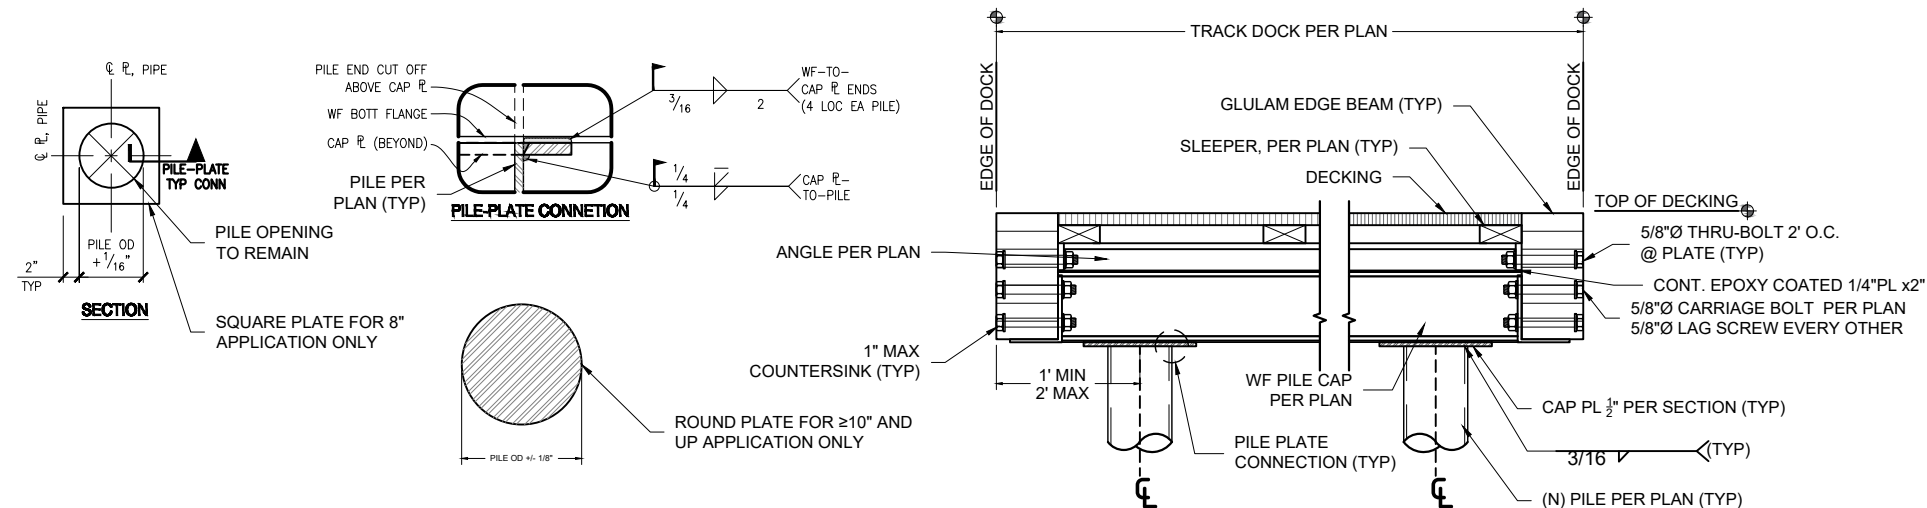 ℄ ⅊, PIPE
℄ ⅊, PIPE
PILE-PLATE
TYP CONN
PILE OD
+ 1/16"
2"
TYP
SECTION
PILE OPENING
TO REMAIN
SQUARE PLATE FOR 8"
APPLICATION ONLY
PILE END CUT OFF
ABOVE CAP ⅊
WF BOTT FLANGE
CAP ⅊ (BEYOND)
PILE PER
PLAN (TYP)
PILE-PLATE CONNETION
3/16
2
WF-TO-
CAP ⅊ ENDS
(4 LOC EA PILE)
1/4
1/4
CAP ⅊-
TO-PILE
PILE OD +/- 1/8"
ROUND PLATE FOR ≥10" AND
UP APPLICATION ONLY
TRACK DOCK PER PLAN
EDGE OF DOCK
EDGE OF DOCK
GLULAM EDGE BEAM (TYP)
SLEEPER, PER PLAN (TYP)
DECKING
TOP OF DECKING
ANGLE PER PLAN
5/8"Ø THRU-BOLT 2' O.C.
@ PLATE (TYP)
CONT. EPOXY COATED 1/4"PL x2"
5/8"Ø CARRIAGE BOLT PER PLAN
5/8"Ø LAG SCREW EVERY OTHER
1" MAX
COUNTERSINK (TYP)
1' MIN
2' MAX
WF PILE CAP
PER PLAN
CAP PL 1/2" PER SECTION (TYP)
PILE PLATE
CONNECTION (TYP)
3/16
(TYP)
(N) PILE PER PLAN (TYP)
℄
℄